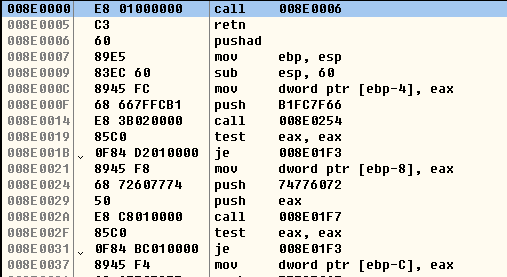 008E0000 E8 01000000 call 008E0006
008E0005 C3 retn
008E0006 60 pushad
008E0007 89E5 mov ebp, esp
008E0009 83EC 60 sub esp, 60
008E000C 8945 FC mov dword ptr [ebp-4], eax
008E000F 68 667FFCB1 push B1FC7F66
008E0014 E8 3B020000 call 008E0254
008E0019 85C0 test eax, eax
008E001B 0F84 D2010000 je 008E01F3
008E0021 8945 F8 mov dword ptr [ebp-8], eax
008E0024 68 72607774 push 74776072
008E0029 50 push eax
008E002A E8 C8010000 call 008E01F7
008E002F 85C0 test eax, eax
008E0031 0F84 BC010000 je 008E01F3
008E0037 8945 F4 mov dword ptr [ebp-C], eax